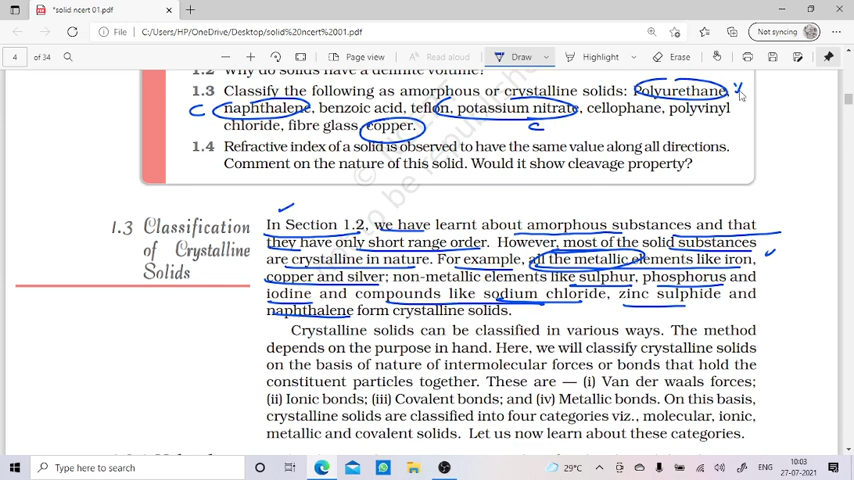 *solid ncert 001.pdf
File C:/Users/HP/OneDrive/Desktop/solid%20ncert%2001.pdf
Not syncing
4 of 34
Page view
Read aloud
Draw
Highlight
Erase
1.2 Why do solids have a definite volume?
1.3 Classify the following as amorphous or crystalline solids: Polyurethane,
C naphthalene, benzoic acid, teflon, potassium nitrate, cellophane, polyvinyl
chloride, fibre glass, copper. C
1.4 Refractive index of a solid is observed to have the same value along all directions.
Comment on the nature of this solid. Would it show cleavage property?
1.3 Classification
of Crystalline
Solids
In Section 1.2, we have learnt about amorphous substances and that
they have only short range order. However, most of the solid substances
are crystalline in nature. For example, all the metallic elements like iron,
copper and silver; non-metallic elements like sulphur, phosphorus and
iodine and compounds like sodium chloride, zinc sulphide and
naphthalene form crystalline solids.
Crystalline solids can be classified in various ways. The method
depends on the purpose in hand. Here, we will classify crystalline solids
on the basis of nature of intermolecular forces or bonds that hold the
constituent particles together. These are — (i) Van der waals forces;
(ii) Ionic bonds; (iii) Covalent bonds; and (iv) Metallic bonds. On this basis,
crystalline solids are classified into four categories viz., molecular, ionic,
metallic and covalent solids. Let us now learn about these categories.
Type here to search
29°C
ENG
10:03
27-07-2021